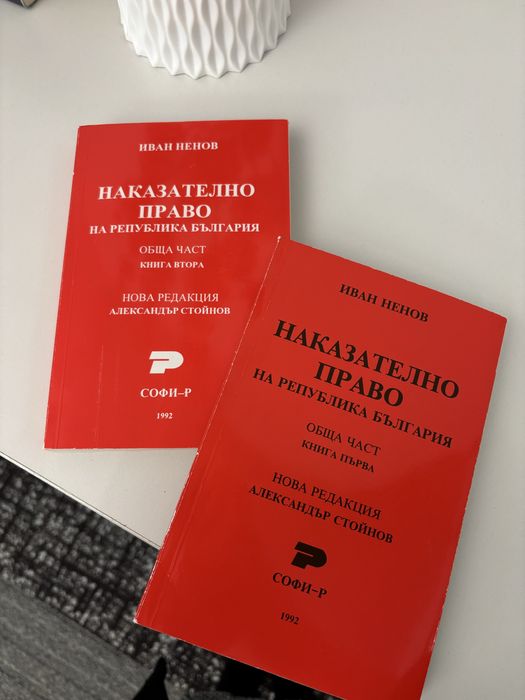 ИВАН НЕНОВ
НАКАЗАТЕЛНО
ПРАВО
НА РЕПУБЛИКА БЪЛГАРИЯ
ОБЩА ЧАСТ
КНИГА ВТОРА
НОВА РЕДАКЦИЯ
АЛЕКСАНДЪР СТОЙНОВ
СОФИ–Р
1992
ИВАН НЕНОВ
НАКАЗАТЕЛНО
ПРАВО
НА РЕПУБЛИКА БЪЛГАРИЯ
ОБЩА ЧАСТ
КНИГА ПЪРВА
НОВА РЕДАКЦИЯ
АЛЕКСАНДЪР СТОЙНОВ
СОФИ–Р
1992